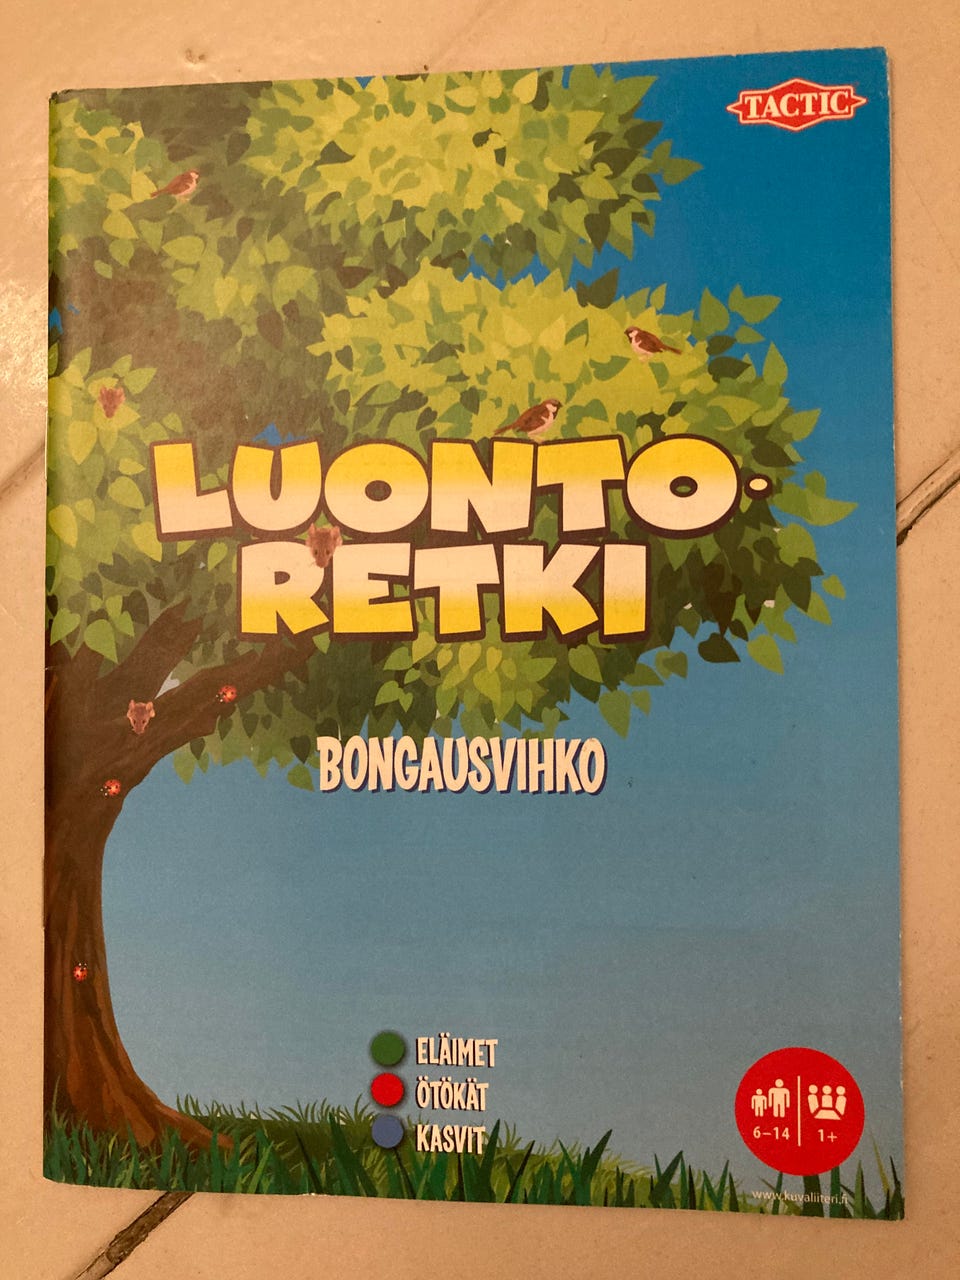 TACTIC
LUONTO-
RETKI
BONGAUSVIHKO
ELÄIMET
ÖTÖKÄT
KASVIT
6–14
1+
www.kuvaliiteri.fi